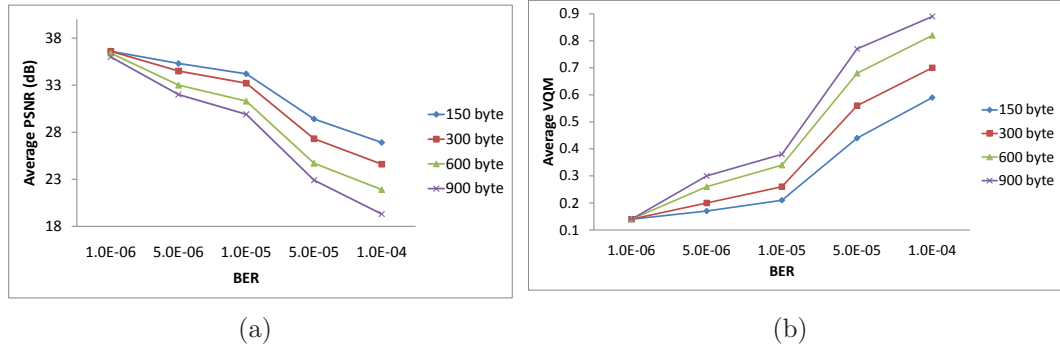 38
33
28
23
18
Average PSNR (dB)
1.0E-06 5.0E-06 1.0E-05 5.0E-05 1.0E-04
BER
150 byte
300 byte
600 byte
900 byte
(a)
0.9
0.8
0.7
0.6
0.5
0.4
0.3
0.2
0.1
Average VQM
1.0E-06 5.0E-06 1.0E-05 5.0E-05 1.0E-04
BER
150 byte
300 byte
600 byte
900 byte
(b)